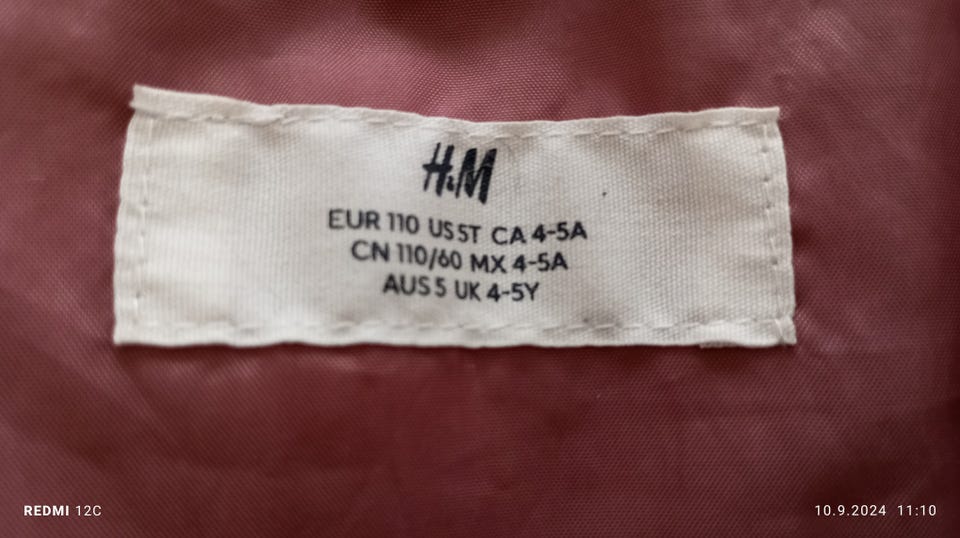 H&M
EUR 110 US 5T CA 4-5A
CN 110/60 MX 4-5A
AUS 5 UK 4-5Y
REDMI 12C
10.9.2024 11:10